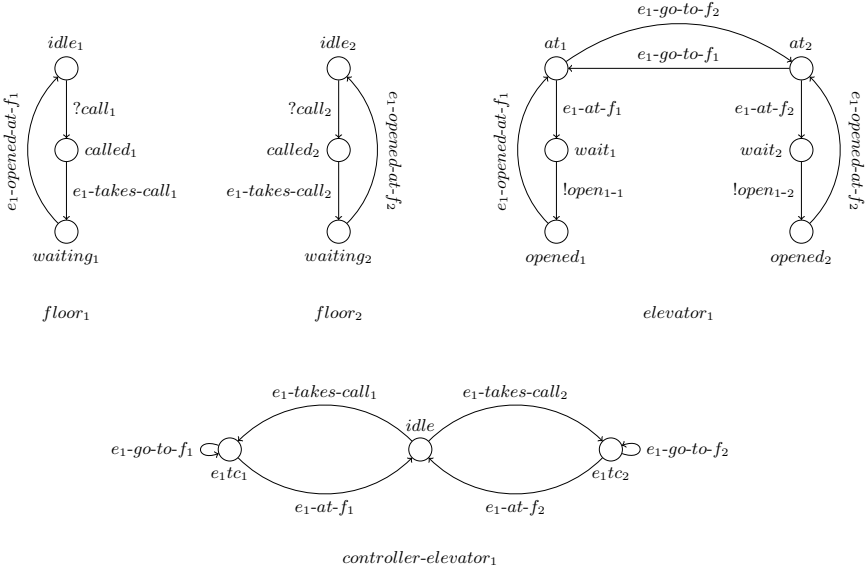 e₁-go-to-f₂
idle₁
idle₂
at₁
at₂
e₁-go-to-f₁
e₁-opened-at-f₁
?call₁
?call₂
e₁-opened-at-f₂
e₁-opened-at-f₁
e₁-at-f₁
e₁-at-f₂
e₁-opened-at-f₂
called₁
called₂
wait₁
wait₂
e₁-takes-call₁
e₁-takes-call₂
!open₁₋₁
!open₁₋₂
waiting₁
waiting₂
opened₁
opened₂
floor₁
floor₂
elevator₁
e₁-takes-call₁
e₁-takes-call₂
idle
e₁-go-to-f₁
e₁-go-to-f₂
e₁tc₁
e₁tc₂
e₁-at-f₁
e₁-at-f₂
controller-elevator₁